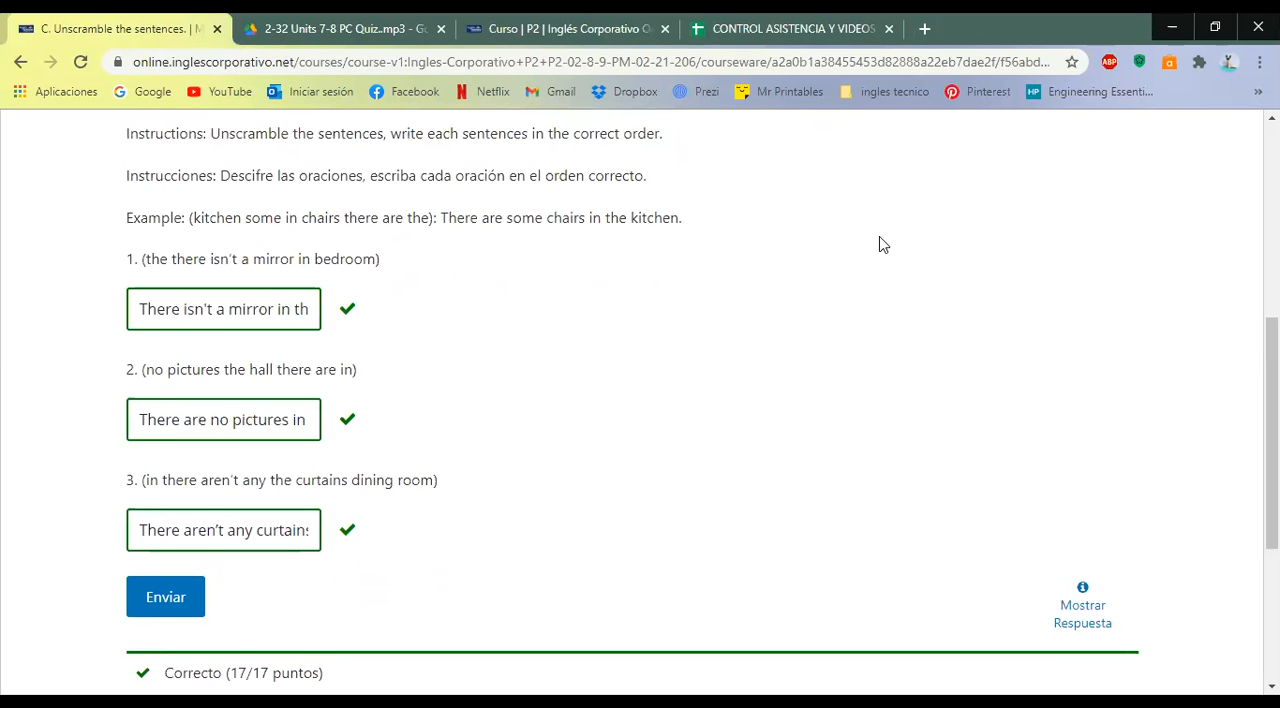 C. Unscramble the sentences. | M
2-32 Units 7-8 PC Quiz..mp3 - Go
Curso | P2 | Inglés Corporativo O
CONTROL ASISTENCIA Y VIDEOS
online.inglescorporativo.net/courses/course-v1:Ingles-Corporativo+P2+P2-02-8-9-PM-02-21-206/courseware/a2a0b1a38455453d82888a22eb7dae2f/f56abd...
ABP
Aplicaciones
Google
YouTube
Iniciar sesión
Facebook
Netflix
Gmail
Dropbox
Prezi
Mr Printables
ingles tecnico
Pinterest
HP
Engineering Essenti...
»
Instructions: Unscramble the sentences, write each sentences in the correct order.
Instrucciones: Descifre las oraciones, escriba cada oración en el orden correcto.
Example: (kitchen some in chairs there are the): There are some chairs in the kitchen.
1. (the there isn't a mirror in bedroom)
There isn't a mirror in th
2. (no pictures the hall there are in)
There are no pictures in
3. (in there aren't any the curtains dining room)
There aren't any curtains
Enviar
Mostrar
Respuesta
Correcto (17/17 puntos)